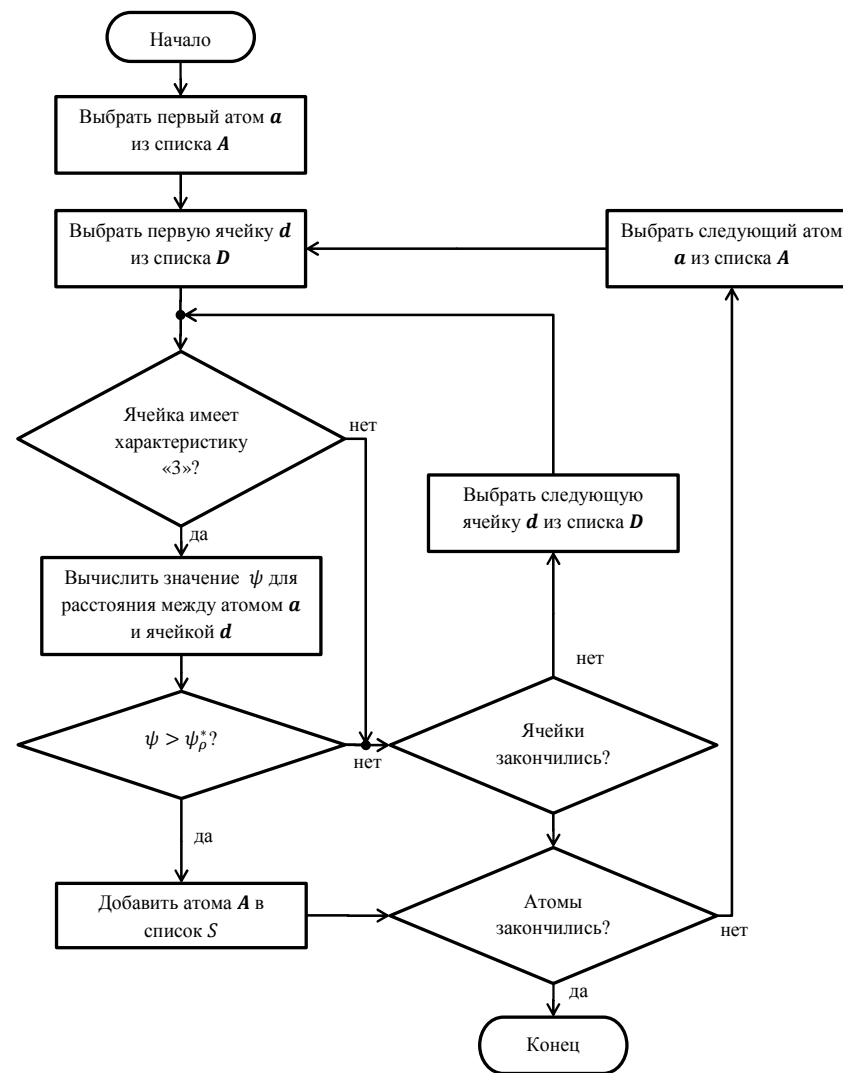 Начало
Выбрать первый атом a
из списка A
Выбрать первую ячейку d
из списка D
Выбрать следующий атом
a из списка A
Ячейка имеет
характеристику
«3»?
нет
да
Выбрать следующую
ячейку d из списка D
Вычислить значение ψ для
расстояния между атомом a
и ячейкой d
нет
ψ > ψ*ρ?
нет
Ячейки
закончились?
да
Добавить атома A в
список S
Атомы
закончились?
нет
да
Конец